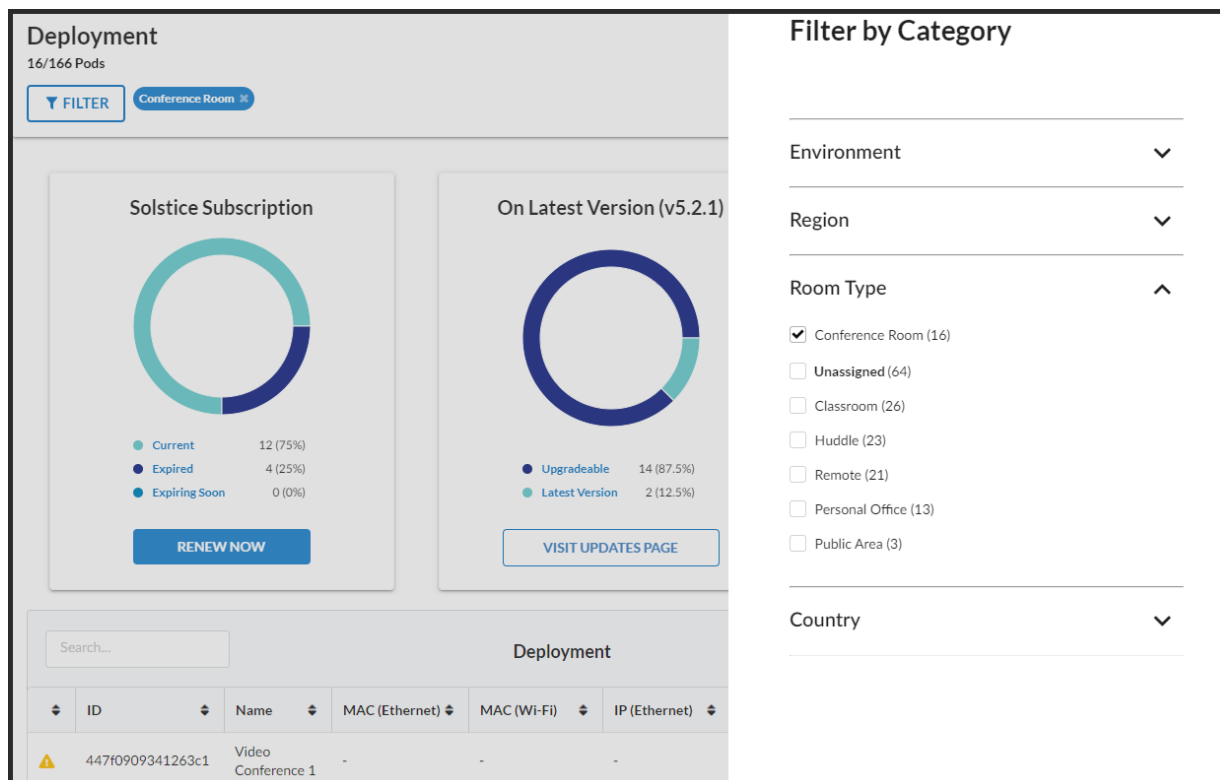 Deployment
16/166 Pods
FILTER
Conference Room ×
Solstice Subscription
Current 12 (75%)
Expired 4 (25%)
Expiring Soon 0 (0%)
RENEW NOW
On Latest Version (v5.2.1)
Upgradeable 14 (87.5%)
Latest Version 2 (12.5%)
VISIT UPDATES PAGE
Search...
Deployment
ID Name MAC (Ethernet) MAC (Wi-Fi) IP (Ethernet)
447f0909341263c1 Video Conference 1 - - -
Filter by Category
Environment
Region
Room Type
Conference Room (16)
Unassigned (64)
Classroom (26)
Huddle (23)
Remote (21)
Personal Office (13)
Public Area (3)
Country